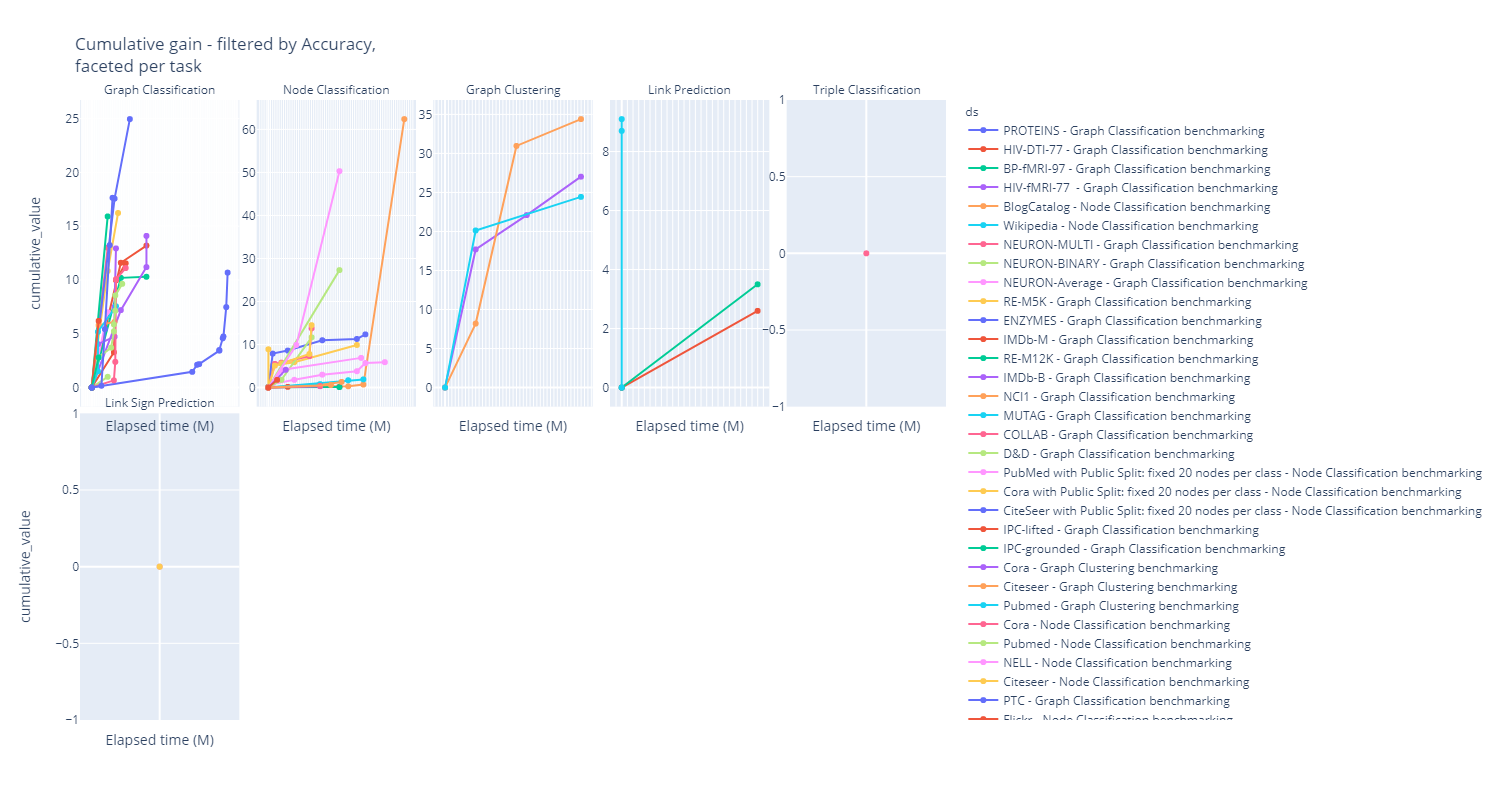 Cumulative gain - filtered by Accuracy,
faceted per task
Graph Classification
Node Classification
Graph Clustering
Link Prediction
Triple Classification
cumulative_value
25
20
15
10
5
0
60
50
40
30
20
10
0
35
30
25
20
15
10
5
0
8
6
4
2
0
1
0.5
0
−0.5
−1
Elapsed time (M)
Elapsed time (M)
Elapsed time (M)
Elapsed time (M)
Elapsed time (M)
Link Sign Prediction
cumulative_value
1
0.5
0
−0.5
−1
Elapsed time (M)
ds
PROTEINS - Graph Classification benchmarking
HIV-DTI-77 - Graph Classification benchmarking
BP-fMRI-97 - Graph Classification benchmarking
HIV-fMRI-77 - Graph Classification benchmarking
BlogCatalog - Node Classification benchmarking
Wikipedia - Node Classification benchmarking
NEURON-MULTI - Graph Classification benchmarking
NEURON-BINARY - Graph Classification benchmarking
NEURON-Average - Graph Classification benchmarking
RE-M5K - Graph Classification benchmarking
ENZYMES - Graph Classification benchmarking
IMDb-M - Graph Classification benchmarking
RE-M12K - Graph Classification benchmarking
IMDb-B - Graph Classification benchmarking
NCI1 - Graph Classification benchmarking
MUTAG - Graph Classification benchmarking
COLLAB - Graph Classification benchmarking
D&D - Graph Classification benchmarking
PubMed with Public Split: fixed 20 nodes per class - Node Classification benchmarking
Cora with Public Split: fixed 20 nodes per class - Node Classification benchmarking
CiteSeer with Public Split: fixed 20 nodes per class - Node Classification benchmarking
IPC-lifted - Graph Classification benchmarking
IPC-grounded - Graph Classification benchmarking
Cora - Graph Clustering benchmarking
Citeseer - Graph Clustering benchmarking
Pubmed - Graph Clustering benchmarking
Cora - Node Classification benchmarking
Pubmed - Node Classification benchmarking
NELL - Node Classification benchmarking
Citeseer - Node Classification benchmarking
PTC - Graph Classification benchmarking
Flickr - Node Classification benchmarking